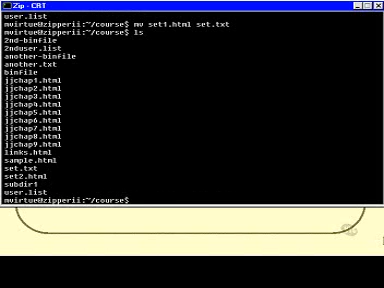 Zip - CRT
user.list
mvirtue@zipperii:~/course$ mv set1.html set.txt
mvirtue@zipperii:~/course$ ls
2nd-binfile
2nduser.list
another-binfile
another.txt
binfile
jjchap1.html
jjchap2.html
jjchap3.html
jjchap4.html
jjchap5.html
jjchap6.html
jjchap7.html
jjchap8.html
jjchap9.html
links.html
sample.html
set.txt
set2.html
subdir1
user.list
mvirtue@zipperii:~/course$